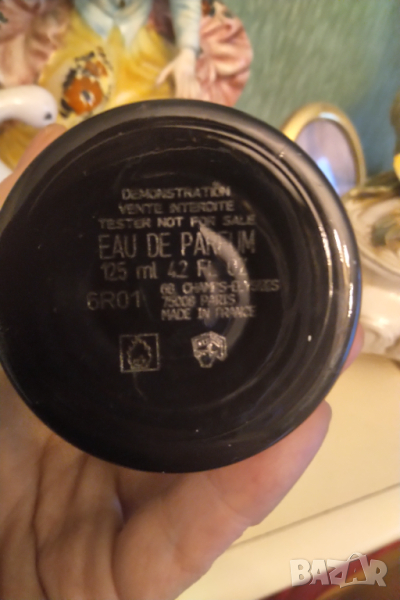 DEMONSTRATION
VENTE INTERDITE
TESTER NOT FOR SALE
EAU DE PARFUM
125 ml 4.2 FL. OZ
6R01
68, CHAMPS-ELYSEES
75008 PARIS
MADE IN FRANCE
BAZAR